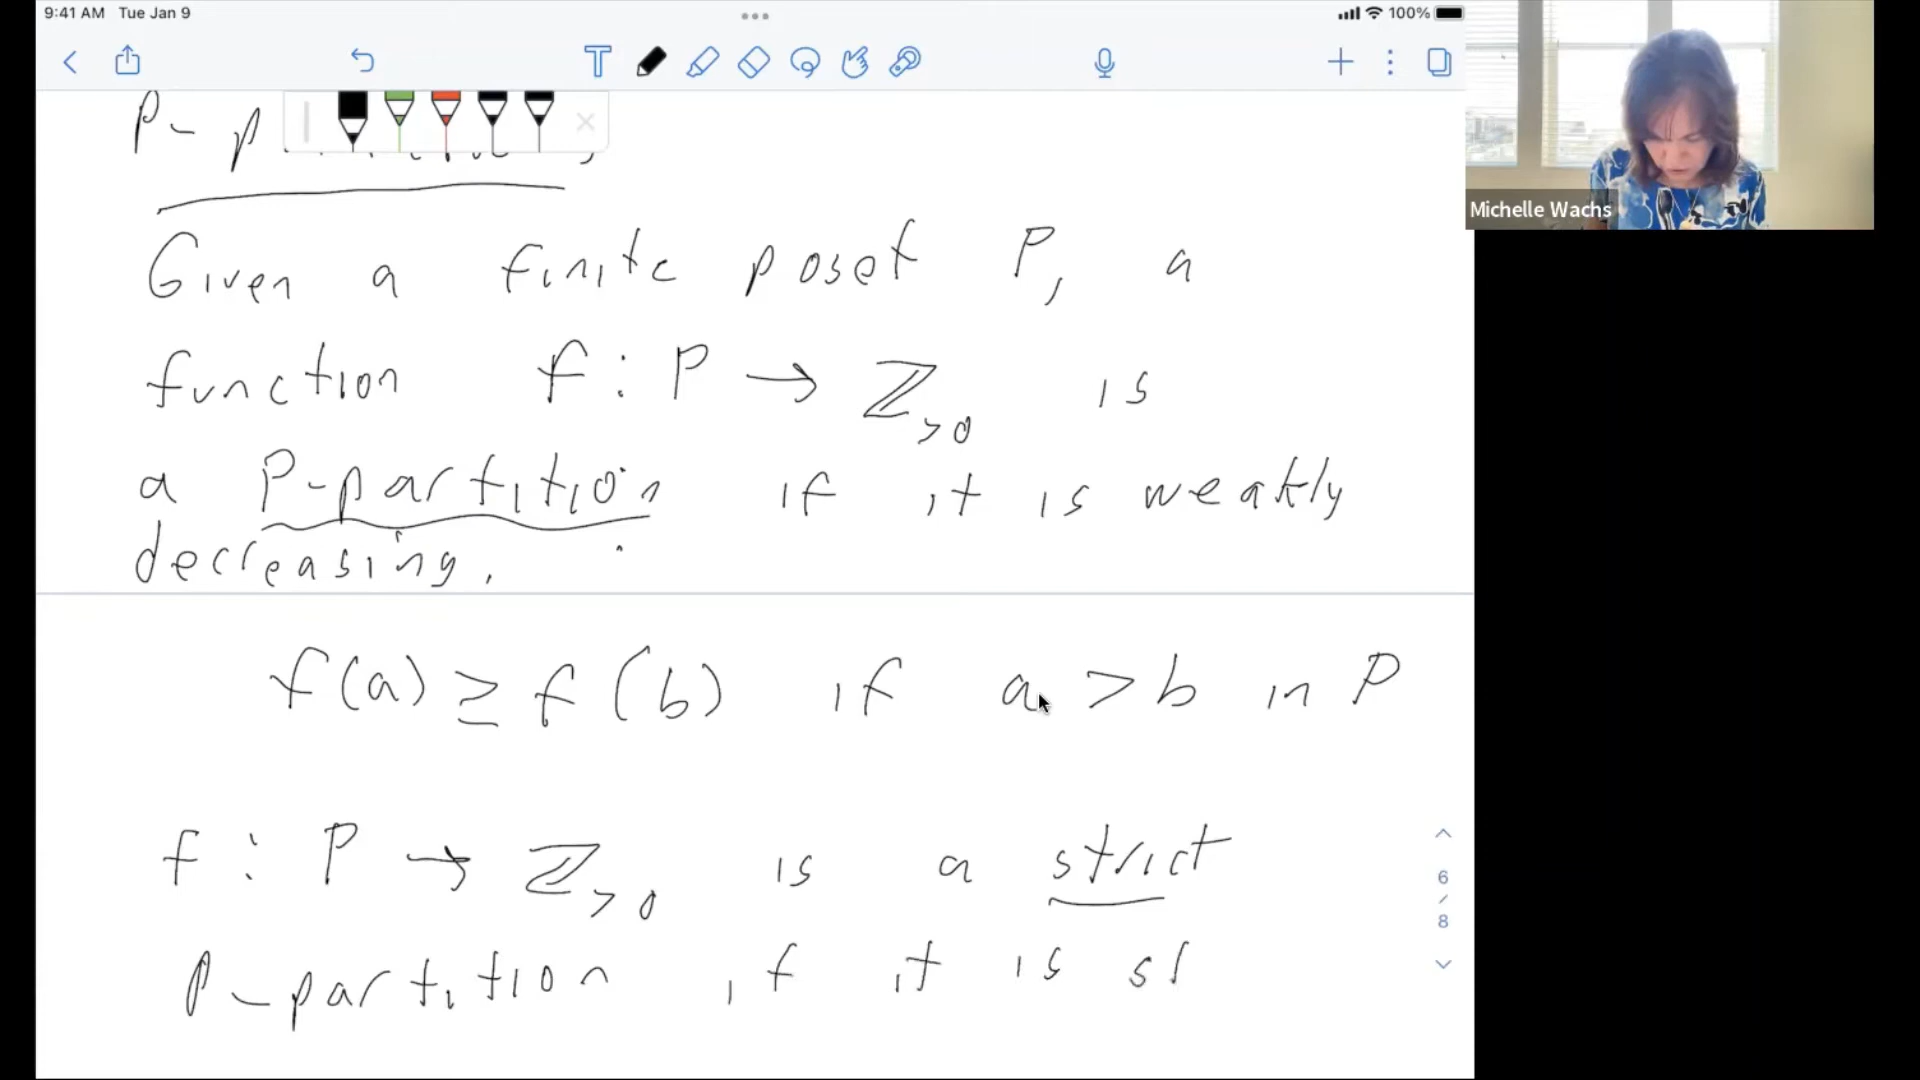 9:41 AM Tue Jan 9
100%
P-p
Given a finite poset P, a
function f : P → ℤ>0 is
a P-partition if it is weakly
decreasing.
f(a) ≥ f(b) if a > b in P
f : P → ℤ>0 is a strict
P-partition if it is st
6
/
8
Michelle Wachs